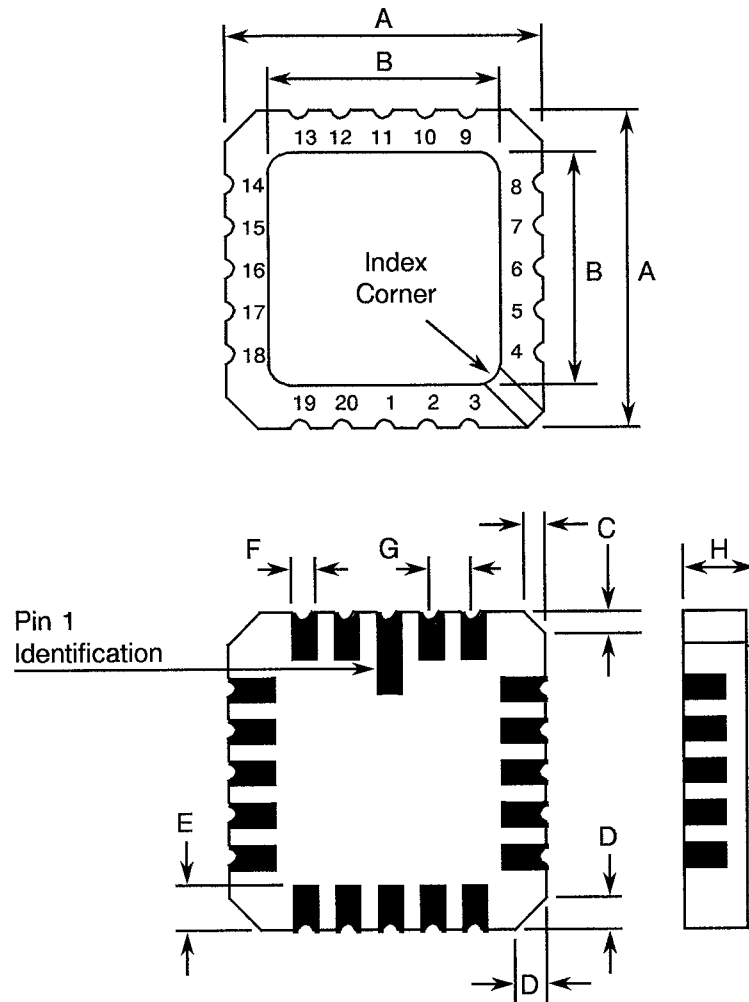 A
B
13 12 11 10 9
14 8
15 7
16 6
17 5
18 4
Index
Corner
B
A
19 20 1 2 3
C
F
G
H
Pin 1
Identification
E
D
D